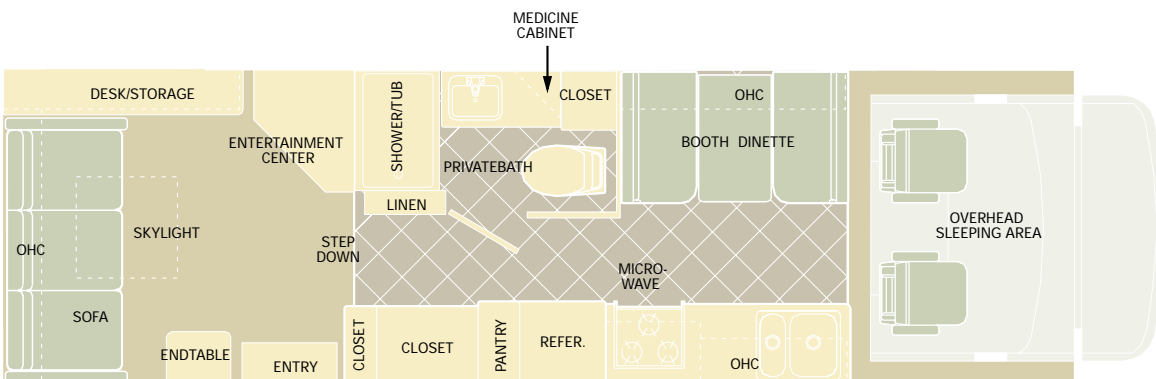 MEDICINE
CABINET
DESK/STORAGE
SHOWER/TUB
CLOSET
OHC
ENTERTAINMENT
CENTER
PRIVATEBATH
BOOTH DINETTE
LINEN
SKYLIGHT
OHC
STEP
DOWN
OVERHEAD
SLEEPING AREA
MICRO-
WAVE
SOFA
ENDTABLE
ENTRY
CLOSET
CLOSET
PANTRY
REFER.
OHC